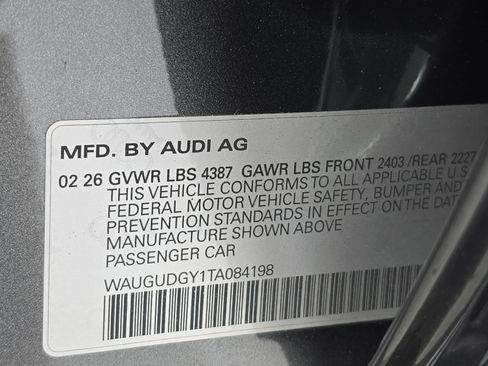 MFD. BY AUDI AG
02 26 GVWR LBS 4387 GAWR LBS FRONT 2403 /REAR 2227
THIS VEHICLE CONFORMS TO ALL APPLICABLE U.S
FEDERAL MOTOR VEHICLE SAFETY, BUMPER AND
PREVENTION STANDARDS IN EFFECT ON THE DATE
MANUFACTURE SHOWN ABOVE
PASSENGER CAR
WAUGUDGY1TA084198